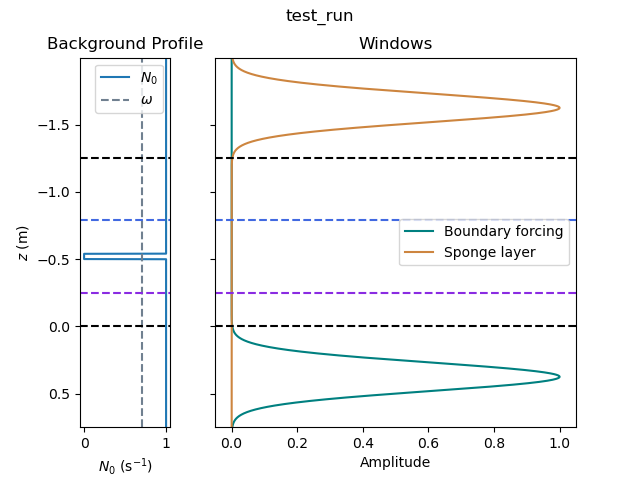 test_run
Background Profile
Windows
N₀
ω
−1.5
−1.0
−0.5
0.0
0.5
z (m)
0
1
N₀ (s⁻¹)
Boundary forcing
Sponge layer
0.0
0.2
0.4
0.6
0.8
1.0
Amplitude